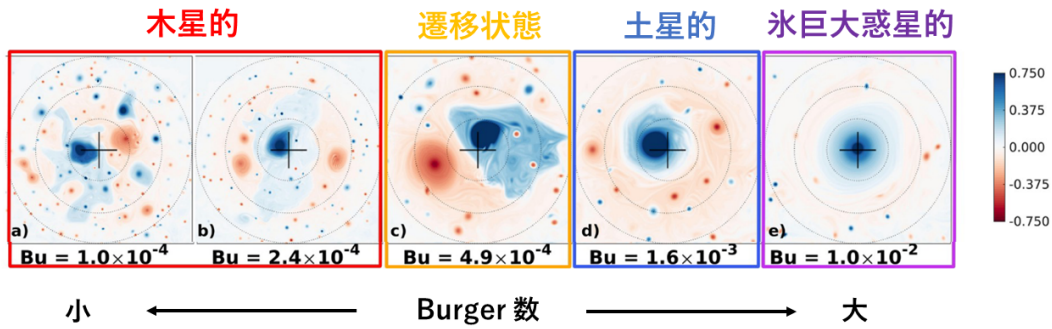 木星的
遷移状態
土星的
氷巨大惑星的
a)
b)
c)
d)
e)
Bu = 1.0×10-4
Bu = 2.4×10-4
Bu = 4.9×10-4
Bu = 1.6×10-3
Bu = 1.0×10-2
0.750
0.375
0.000
-0.375
-0.750
小
Burger 数
大